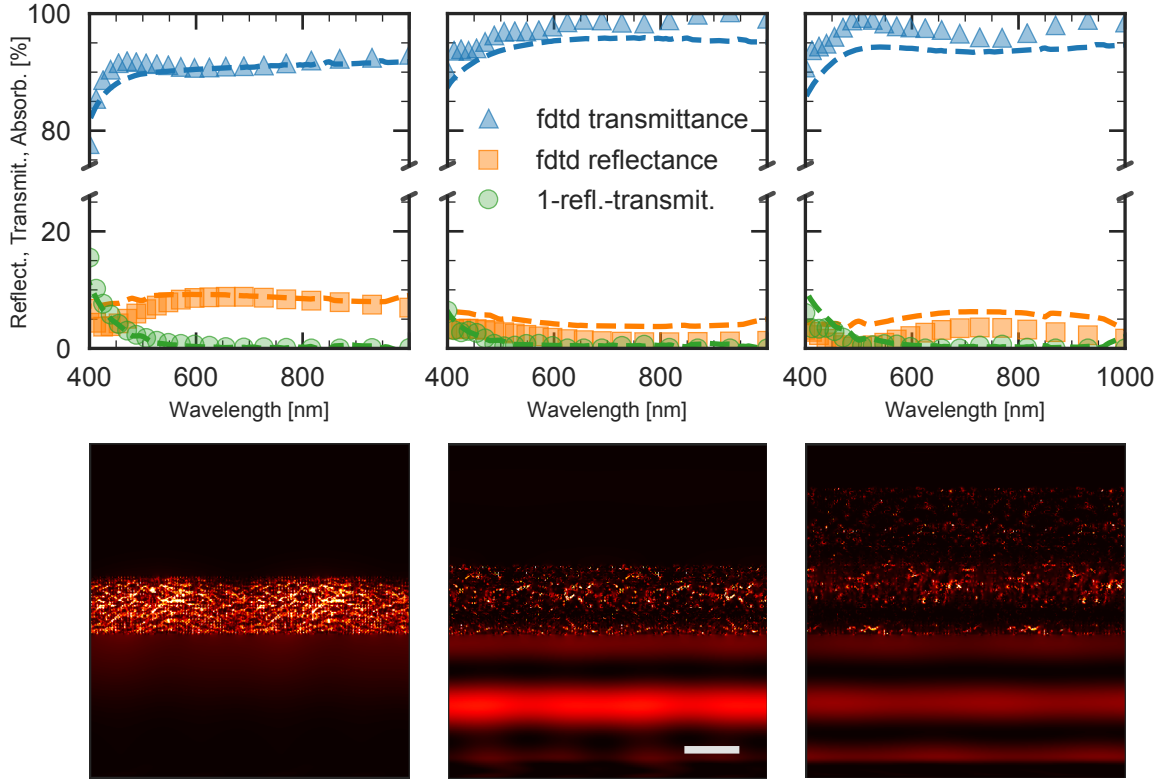 Reflect., Transmit., Absorb. [%]
100
80
20
0
fdtd transmittance
fdtd reflectance
1-refl.-transmit.
400 600 800
400 600 800
400 600 800 1000
Wavelength [nm]
Wavelength [nm]
Wavelength [nm]